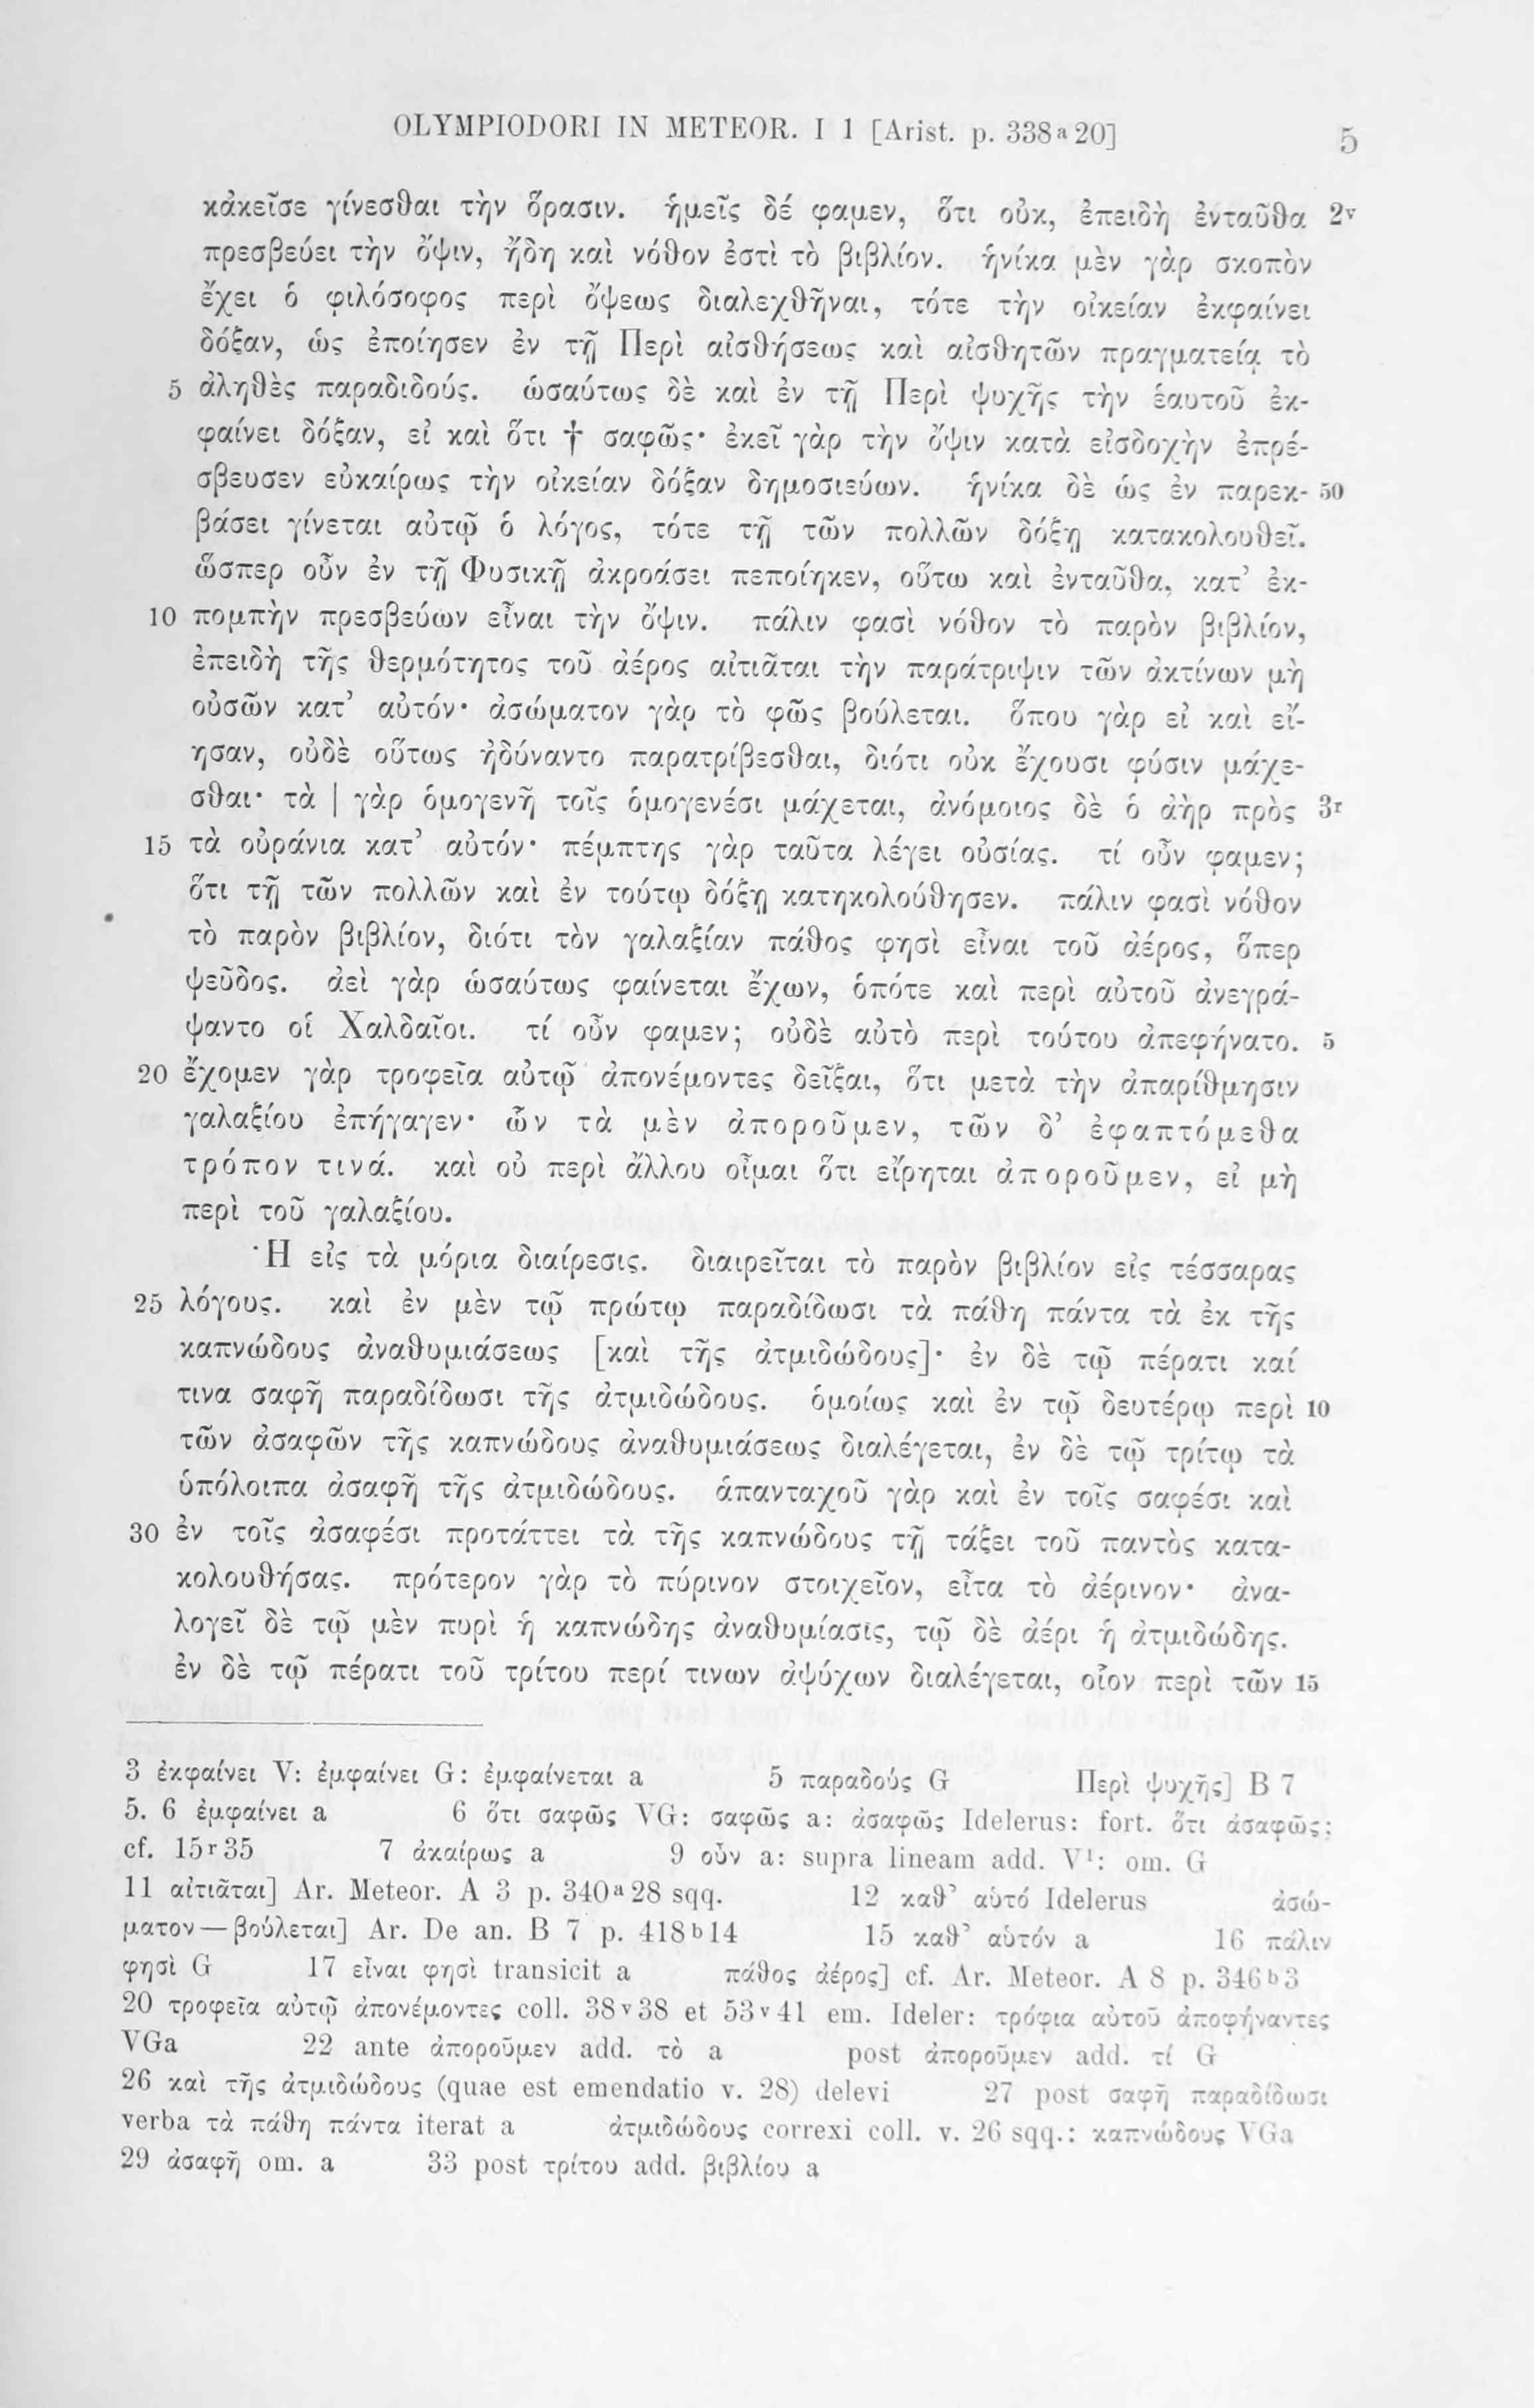 OLYMPIODORI IN METEOR. I 1 [Arist. p. 338a20] 5
κἀκεῖσε γίνεσθαι τὴν ὅρασιν. ἡμεῖς δέ φαμεν, ὅτι οὐκ, ἐπειδὴ ἐνταῦθα 2v
πρεσβεύει τὴν ὄψιν, ἤδη καὶ νόθον ἐστὶ τὸ βιβλίον. ἡνίκα μὲν γὰρ σκοπὸν
ἔχει ὁ φιλόσοφος περὶ ὄψεως διαλεχθῆναι, τότε τὴν οἰκείαν ἐκφαίνει
δόξαν, ὡς ἐποίησεν ἐν τῇ Περὶ αἰσθήσεως καὶ αἰσθητῶν πραγματείᾳ τὸ
5 ἀληθὲς παραδιδούς. ὡσαύτως δὲ καὶ ἐν τῇ Περὶ ψυχῆς τὴν ἑαυτοῦ ἐκ-
φαίνει δόξαν, εἰ καὶ ὅτι † σαφῶς· ἐκεῖ γὰρ τὴν ὄψιν κατὰ εἰσδοχὴν ἐπρέ-
σβευσεν εὐκαίρως τὴν οἰκείαν δόξαν δημοσιεύων. ἡνίκα δὲ ὡς ἐν παρεκ- 50
βάσει γίνεται αὐτῷ ὁ λόγος, τότε τῇ τῶν πολλῶν δόξῃ κατακολουθεῖ.
ὥσπερ οὖν ἐν τῇ Φυσικῇ ἀκροάσει πεποίηκεν, οὕτω καὶ ἐνταῦθα, κατ’ ἐκ-
10 πομπὴν πρεσβεύων εἶναι τὴν ὄψιν. πάλιν φασὶ νόθον τὸ παρὸν βιβλίον,
ἐπειδὴ τῆς θερμότητος τοῦ ἀέρος αἰτιᾶται τὴν παράτριψιν τῶν ἀκτίνων μὴ
οὐσῶν κατ’ αὐτόν· ἀσώματον γὰρ τὸ φῶς βούλεται. ὅπου γὰρ εἰ καὶ εἴ-
ησαν, οὐδὲ οὕτως ἠδύναντο παρατρίβεσθαι, διότι οὐκ ἔχουσι φύσιν μάχε-
σθαι· τὰ | γὰρ ὁμογενῆ τοῖς ὁμογενέσι μάχεται, ἀνόμοιος δὲ ὁ ἀὴρ πρὸς 3r
15 τὰ οὐράνια κατ’ αὐτόν· πέμπτης γὰρ ταῦτα λέγει οὐσίας. τί οὖν φαμεν;
ὅτι τῇ τῶν πολλῶν καὶ ἐν τούτῳ δόξῃ κατηκολούθησεν. πάλιν φασὶ νόθον
τὸ παρὸν βιβλίον, διότι τὸν γαλαξίαν πάθος φησὶ εἶναι τοῦ ἀέρος, ὅπερ
ψεῦδος. ἀεὶ γὰρ ὡσαύτως φαίνεται ἔχων, ὁπότε καὶ περὶ αὐτοῦ ἀνεγρά-
ψαντο οἱ Χαλδαῖοι. τί οὖν φαμεν; οὐδὲ αὐτὸ περὶ τούτου ἀπεφήνατο. 5
20 ἔχομεν γὰρ τροφεῖα αὐτῷ ἀπονέμοντες δεῖξαι, ὅτι μετὰ τὴν ἀπαρίθμησιν
γαλαξίου ἐπήγαγεν· ὧν τὰ μὲν ἀποροῦμεν, τῶν δ’ ἐφαπτόμεθα
τρόπον τινά. καὶ οὐ περὶ ἄλλου οἶμαι ὅτι εἴρηται ἀποροῦμεν, εἰ μὴ
περὶ τοῦ γαλαξίου.
Ἡ εἰς τὰ μόρια διαίρεσις. διαιρεῖται τὸ παρὸν βιβλίον εἰς τέσσαρας
25 λόγους. καὶ ἐν μὲν τῷ πρώτῳ παραδίδωσι τὰ πάθη πάντα τὰ ἐκ τῆς
καπνώδους ἀναθυμιάσεως [καὶ τῆς ἀτμιδώδους]· ἐν δὲ τῷ πέρατι καί
τινα σαφῆ παραδίδωσι τῆς ἀτμιδώδους. ὁμοίως καὶ ἐν τῷ δευτέρῳ περὶ 10
τῶν ἀσαφῶν τῆς καπνώδους ἀναθυμιάσεως διαλέγεται, ἐν δὲ τῷ τρίτῳ τὰ
ὑπόλοιπα ἀσαφῆ τῆς ἀτμιδώδους. ἁπανταχοῦ γὰρ καὶ ἐν τοῖς σαφέσι καὶ
30 ἐν τοῖς ἀσαφέσι προτάττει τὰ τῆς καπνώδους τῇ τάξει τοῦ παντὸς κατα-
κολουθήσας. πρότερον γὰρ τὸ πύρινον στοιχεῖον, εἶτα τὸ ἀέρινον· ἀνα-
λογεῖ δὲ τῷ μὲν πυρὶ ἡ καπνώδης ἀναθυμίασις, τῷ δὲ ἀέρι ἡ ἀτμιδώδης.
ἐν δὲ τῷ πέρατι τοῦ τρίτου περί τινων ἀψύχων διαλέγεται, οἷον περὶ τῶν 15
3 ἐκφαίνει V: ἐμφαίνει G: ἐμφαίνεται a 5 παραδούς G Περὶ ψυχῆς] B 7
5. 6 ἐμφαίνει a 6 ὅτι σαφῶς VG: σαφῶς a: ἀσαφῶς Idelerus: fort. ὅτι ἀσαφῶς:
cf. 15r35 7 ἀκαίρως a 9 οὖν a: supra lineam add. V1: om. G
11 αἰτιᾶται] Ar. Meteor. A 3 p. 340a28 sqq. 12 καθ’ αὑτό Idelerus ἀσώ-
ματον — βούλεται] Ar. De an. B 7 p. 418b14 15 καθ’ αὑτόν a 16 πάλιν
φησὶ G 17 εἶναι φησὶ transicit a πάθος ἀέρος] cf. Ar. Meteor. A 8 p. 346b3
20 τροφεῖα αὐτῷ ἀπονέμοντες coll. 38v38 et 53v41 em. Ideler: τρόφια αὐτοῦ ἀποφήναντες
VGa 22 ante ἀποροῦμεν add. τὸ a post ἀποροῦμεν add. τί G
26 καὶ τῆς ἀτμιδώδους (quae est emendatio v. 28) delevi 27 post σαφῆ παραδίδωσι
verba τὰ πάθη πάντα iterat a ἀτμιδώδους correxi coll. v. 26 sqq.: καπνώδους VGa
29 ἀσαφῆ om. a 33 post τρίτου add. βιβλίου a